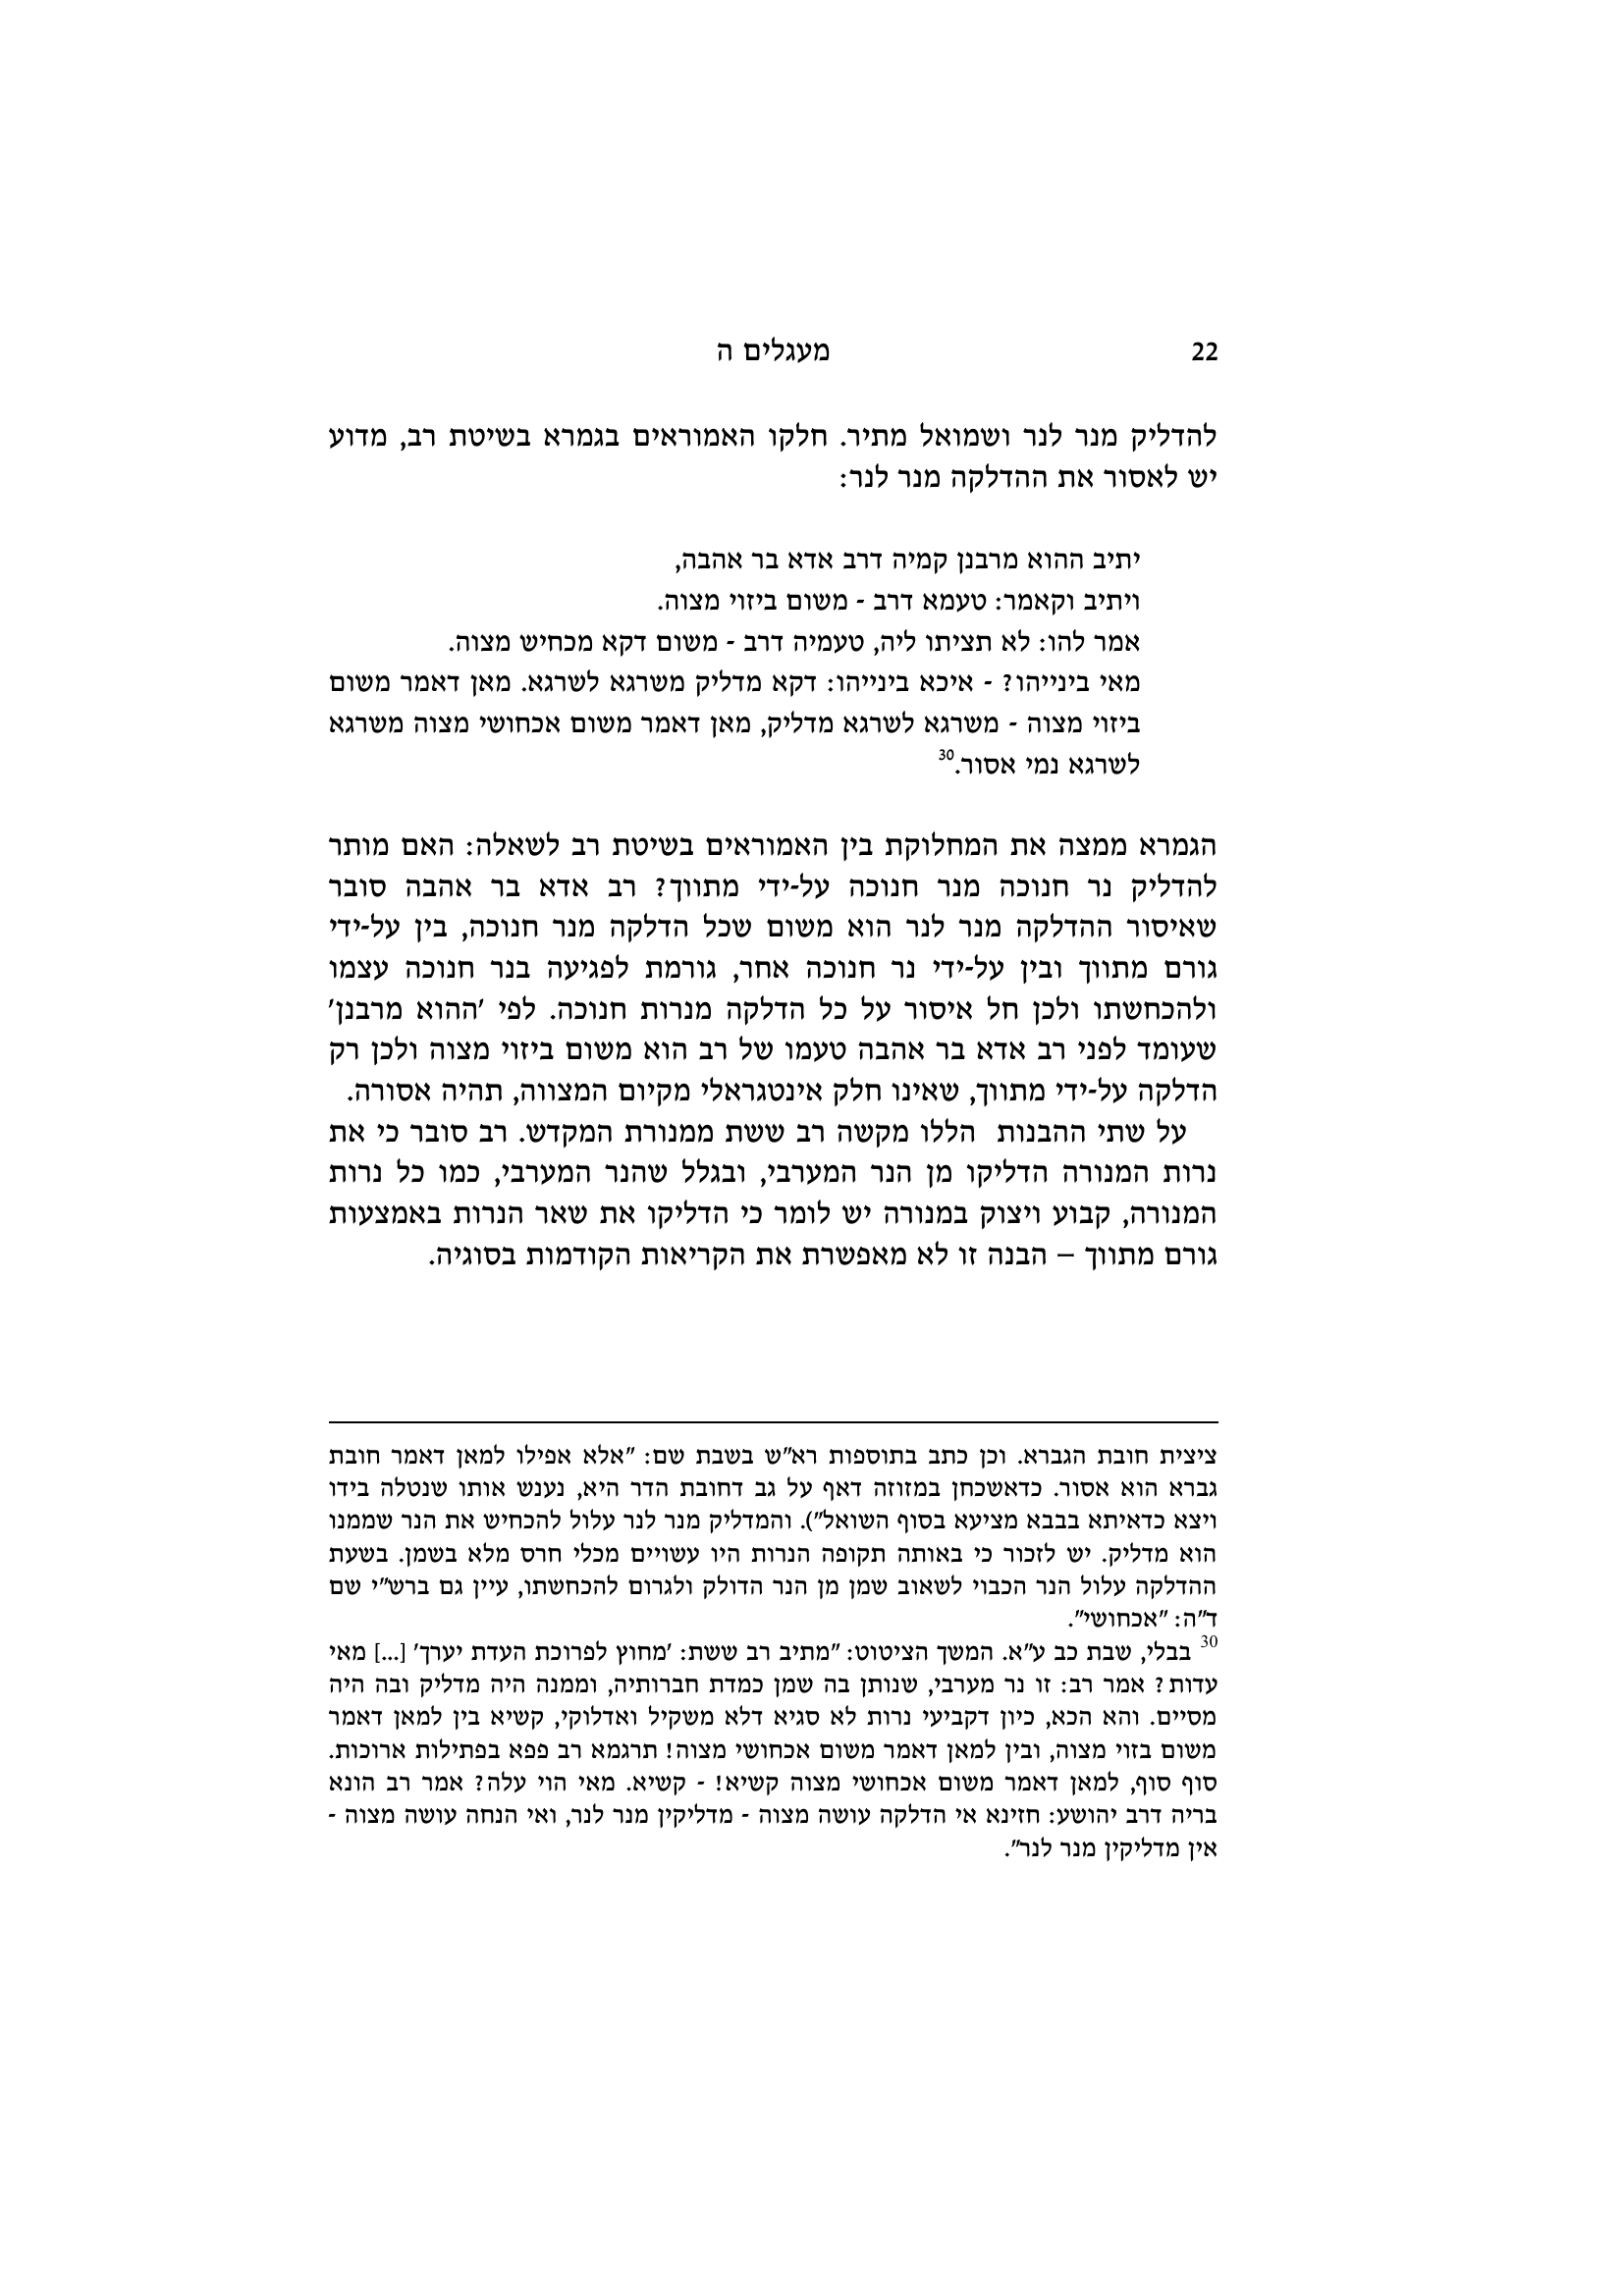 22
מעגלים ה
להדליק מנר לנר ושמואל מתיר. חלקו האמוראים בגמרא בשיטת רב, מדוע
יש לאסור את ההדלקה מנר לנר:
יתיב ההוא מרבנן קמיה דרב אדא בר אהבה,
ויתיב וקאמר: טעמא דרב - משום ביזוי מצוה.
אמר להו: לא תציתו ליה, טעמיה דרב - משום דקא מכחיש מצוה.
מאי בינייהו? - איכא בינייהו: דקא מדליק משרגא לשרגא. מאן דאמר משום
ביזוי מצוה - משרגא לשרגא מדליק, מאן דאמר משום אכחושי מצוה משרגא
לשרגא נמי אסור.30
הגמרא ממצה את המחלוקת בין האמוראים בשיטת רב לשאלה: האם מותר
להדליק נר חנוכה מנר חנוכה על-ידי מתווך? רב אדא בר אהבה סובר
שאיסור ההדלקה מנר לנר הוא משום שכל הדלקה מנר חנוכה, בין על-ידי
גורם מתווך ובין על-ידי נר חנוכה אחר, גורמת לפגיעה בנר חנוכה עצמו
ולהכחשתו ולכן חל איסור על כל הדלקה מנרות חנוכה. לפי 'ההוא מרבנן'
שעומד לפני רב אדא בר אהבה טעמו של רב הוא משום ביזוי מצוה ולכן רק
הדלקה על-ידי מתווך, שאינו חלק אינטגראלי מקיום המצווה, תהיה אסורה.
על שתי ההבנות הללו מקשה רב ששת ממנורת המקדש. רב סובר כי את
נרות המנורה הדליקו מן הנר המערבי, ובגלל שהנר המערבי, כמו כל נרות
המנורה, קבוע ויצוק במנורה יש לומר כי הדליקו את שאר הנרות באמצעות
גורם מתווך – הבנה זו לא מאפשרת את הקריאות הקודמות בסוגיה.
ציצית חובת הגברא. וכן כתב בתוספות רא"ש בשבת שם: "אלא אפילו למאן דאמר חובת
גברא הוא אסור. כדאשכחן במזוזה דאף על גב דחובת הדר היא, נענש אותו שנטלה בידו
ויצא כדאיתא בבבא מציעא בסוף השואל"). והמדליק מנר לנר עלול להכחיש את הנר שממנו
הוא מדליק. יש לזכור כי באותה תקופה הנרות היו עשויים מכלי חרס מלא בשמן. בשעת
ההדלקה עלול הנר הכבוי לשאוב שמן מן הנר הדולק ולגרום להכחשתו, עיין גם ברש"י שם
ד"ה: "אכחושי".
30 בבלי, שבת כב ע"א. המשך הציטוט: "מתיב רב ששת: 'מחוץ לפרוכת העדת יערך' [...] מאי
עדות? אמר רב: זו נר מערבי, שנותן בה שמן כמדת חברותיה, וממנה היה מדליק ובה היה
מסיים. והא הכא, כיון דקביעי נרות לא סגיא דלא משקיל ואדלוקי, קשיא בין למאן דאמר
משום בזוי מצוה, ובין למאן דאמר משום אכחושי מצוה! תרגמא רב פפא בפתילות ארוכות.
סוף סוף, למאן דאמר משום אכחושי מצוה קשיא! - קשיא. מאי הוי עלה? אמר רב הונא
בריה דרב יהושע: חזינא אי הדלקה עושה מצוה - מדליקין מנר לנר, ואי הנחה עושה מצוה -
אין מדליקין מנר לנר".